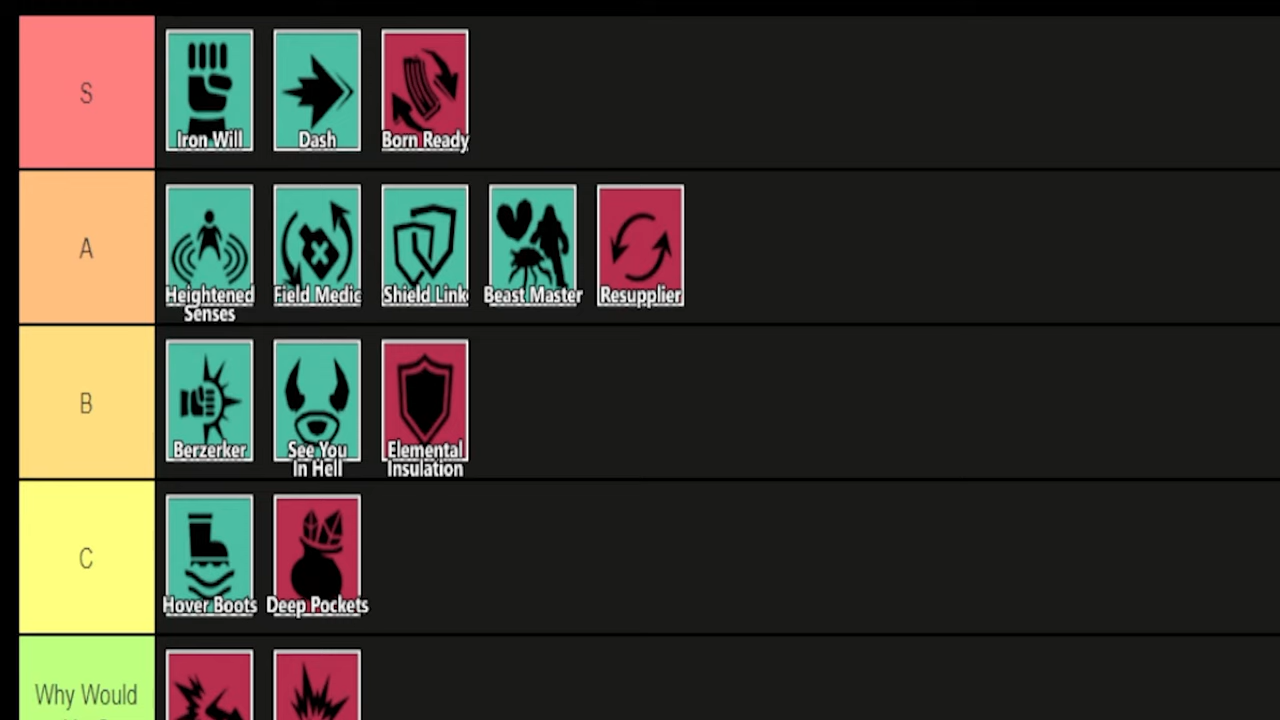 S
Iron Will
Dash
Born Ready
A
Heightened
Senses
Field Medic
Shield Link
Beast Master
Resupplier
B
Berzerker
See You
In Hell
Elemental
Insulation
C
Hover Boots
Deep Pockets
Why Would